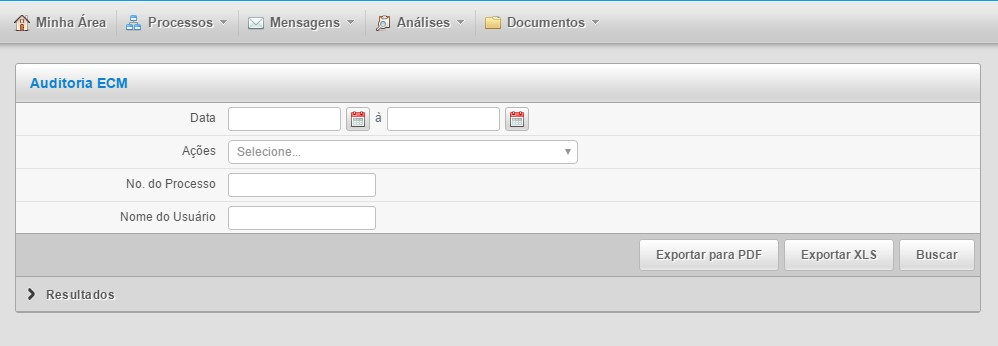 Minha Área Processos Mensagens Análises Documentos
Auditoria ECM
Data à
Ações Selecione...
No. do Processo
Nome do Usuário
Exportar para PDF Exportar XLS Buscar
Resultados